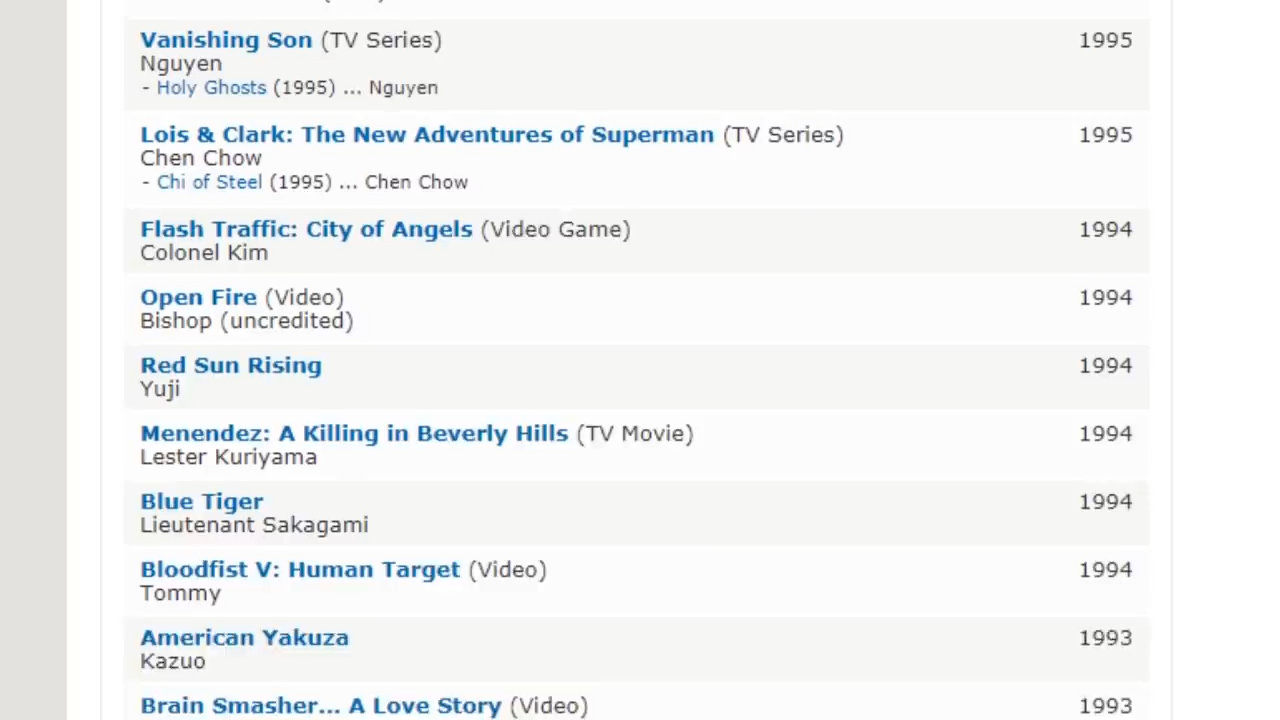 Vanishing Son (TV Series) 1995
Nguyen
- Holy Ghosts (1995) ... Nguyen
Lois & Clark: The New Adventures of Superman (TV Series) 1995
Chen Chow
- Chi of Steel (1995) ... Chen Chow
Flash Traffic: City of Angels (Video Game) 1994
Colonel Kim
Open Fire (Video) 1994
Bishop (uncredited)
Red Sun Rising 1994
Yuji
Menendez: A Killing in Beverly Hills (TV Movie) 1994
Lester Kuriyama
Blue Tiger 1994
Lieutenant Sakagami
Bloodfist V: Human Target (Video) 1994
Tommy
American Yakuza 1993
Kazuo
Brain Smasher... A Love Story (Video) 1993